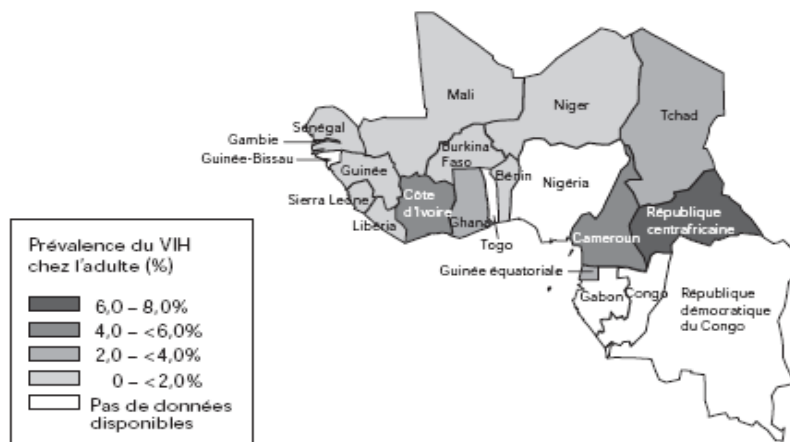 Mali
Niger
Tchad
Sénégal
Gambie
Guinée-Bissau
Burkina
Faso
Guinée
Bénin
Nigéria
Sierra Leone
Côte
d'Ivoire
Libéria
Ghana
Togo
Cameroun
République
centrafricaine
Guinée équatoriale
Gabon
Congo
République
démocratique
du Congo
Prévalence du VIH
chez l'adulte (%)
6,0 – 8,0%
4,0 – <6,0%
2,0 – <4,0%
0 – <2,0%
Pas de données
disponibles